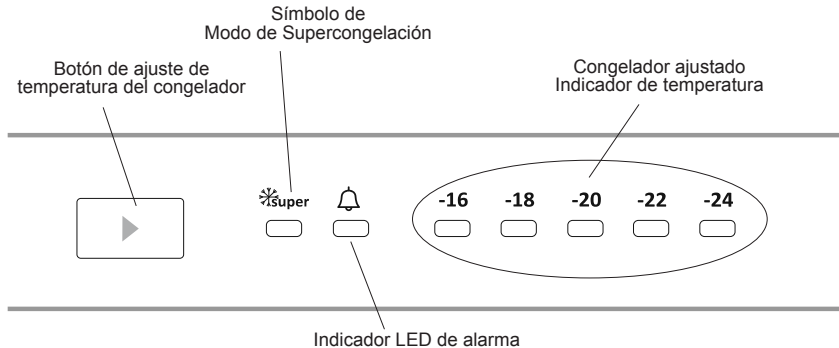 Símbolo de
Modo de Supercongelación
Botón de ajuste de
temperatura del congelador
Congelador ajustado
Indicador de temperatura
super
-16 -18 -20 -22 -24
Indicador LED de alarma